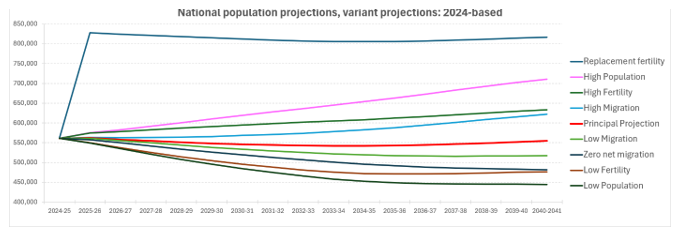 National population projections, variant projections: 2024-based
850,000
800,000
750,000
700,000
650,000
600,000
550,000
500,000
450,000
400,000
2024-25 2025-26 2026-27 2027-28 2028-29 2029-30 2030-31 2031-32 2032-33 2033-34 2034-35 2035-36 2036-37 2037-38 2038-39 2039-40 2040-2041
Replacement fertility
High Population
High Fertility
High Migration
Principal Projection
Low Migration
Zero net migration
Low Fertility
Low Population